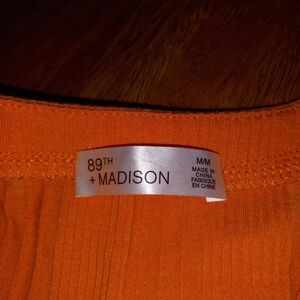 89TH
+ MADISON
M/M
MADE IN
CHINA
FABRIQUÉ
EN CHINE